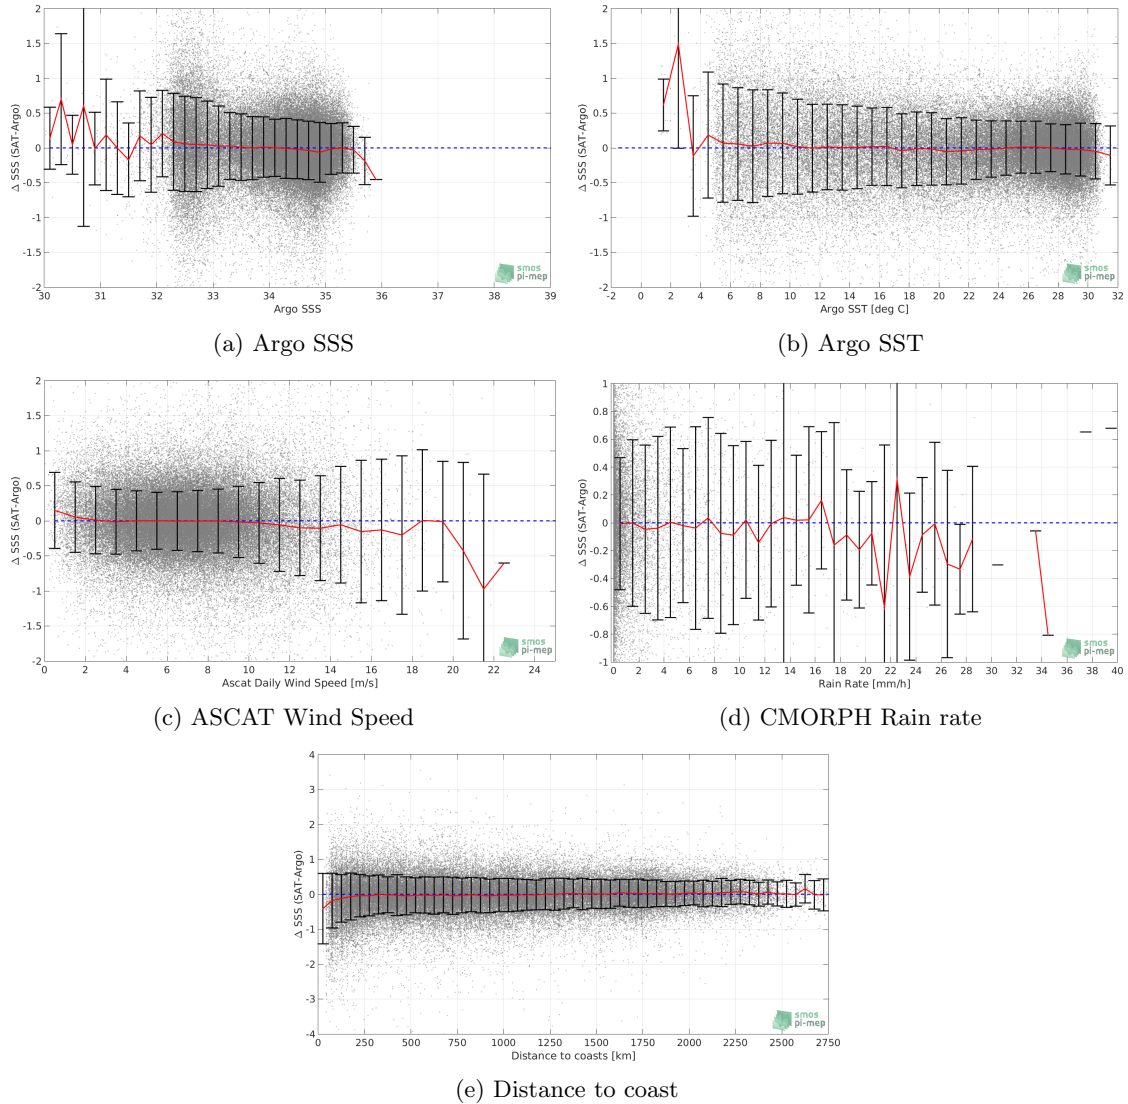 2
1.5
1
0.5
0
-0.5
-1
-1.5
-2
Δ SSS (SAT-Argo)
30 31 32 33 34 35 36 37 38 39
Argo SSS
smos
pi-mep
(a) Argo SSS
2
1.5
1
0.5
0
-0.5
-1
-1.5
-2
Δ SSS (SAT-Argo)
-2 0 2 4 6 8 10 12 14 16 18 20 22 24 26 28 30 32
Argo SST [deg C]
smos
pi-mep
(b) Argo SST
2
1.5
1
0.5
0
-0.5
-1
-1.5
-2
Δ SSS (SAT-Argo)
0 2 4 6 8 10 12 14 16 18 20 22 24
Ascat Daily Wind Speed [m/s]
smos
pi-mep
(c) ASCAT Wind Speed
1
0.8
0.6
0.4
0.2
0
-0.2
-0.4
-0.6
-0.8
-1
Δ SSS (SAT-Argo)
0 2 4 6 8 10 12 14 16 18 20 22 24 26 28 30 32 34 36 38 40
Rain Rate [mm/h]
smos
pi-mep
(d) CMORPH Rain rate
4
3
2
1
0
-1
-2
-3
-4
Δ SSS (SAT-Argo)
0 250 500 750 1000 1250 1500 1750 2000 2250 2500 2750
Distance to coasts [km]
smos
pi-mep
(e) Distance to coast